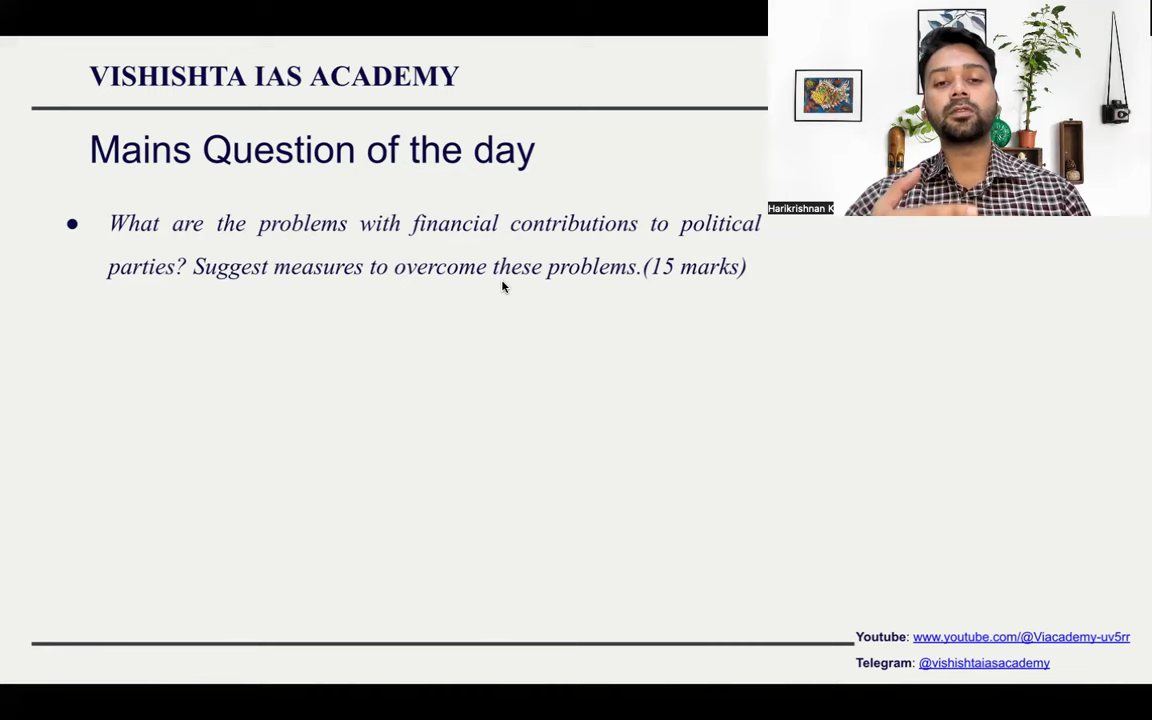 VISHISHTA IAS ACADEMY
Mains Question of the day
● What are the problems with financial contributions to political
parties? Suggest measures to overcome these problems.(15 marks)
Harikrishnan K
Youtube: www.youtube.com/@Viacademy-uv5rr
Telegram: @vishishtaiasacademy